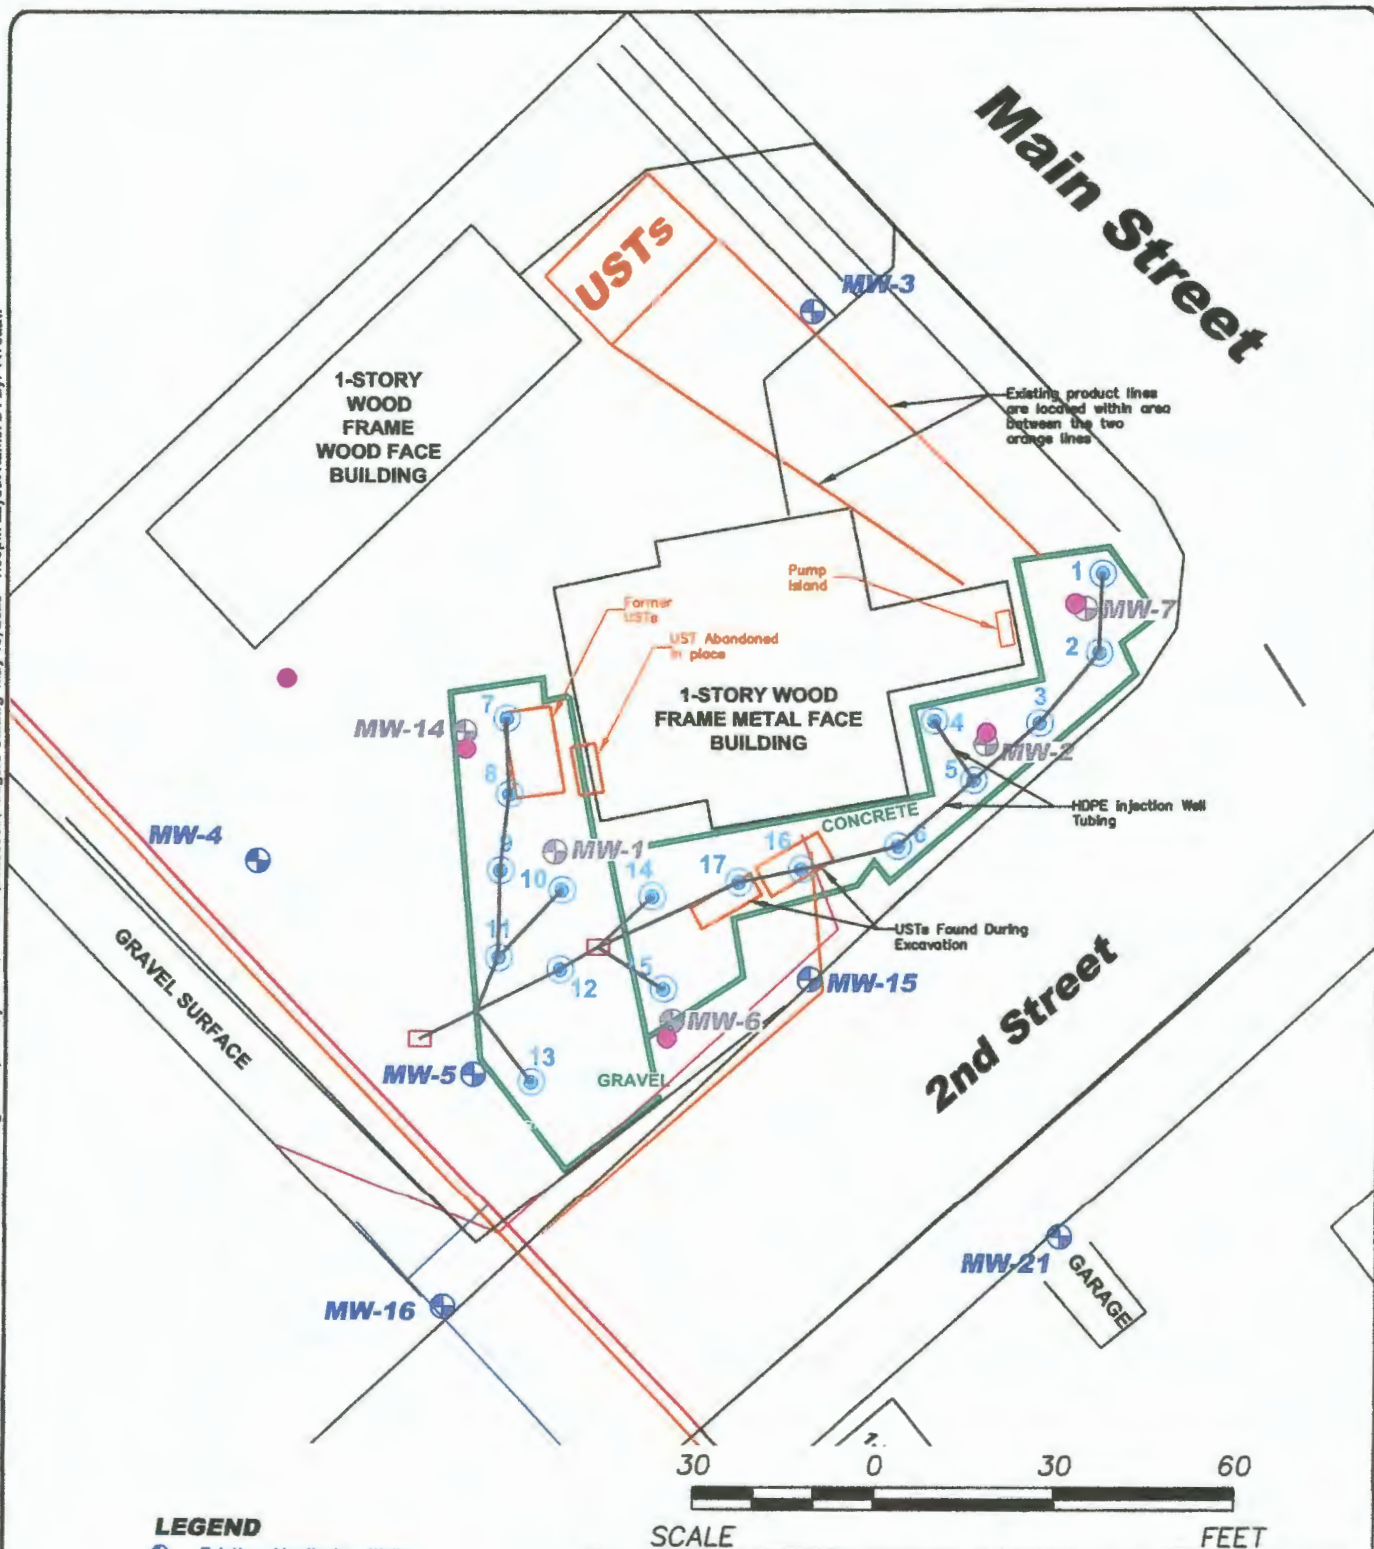 Main Street
USTs
MW-3
1-STORY
WOOD
FRAME
WOOD FACE
BUILDING
Existing product lines
are located within area
between the two
orange lines
Pump
Island
1
MW-7
Former
USTs
2
UST Abandoned
in place
1-STORY WOOD
FRAME METAL FACE
BUILDING
3
7
4
MW-14
MW-2
5
8
HDPE injection Well
Tubing
CONCRETE
MW-4
6
MW-1
16
9
10
14
17
USTs Found During
Excavation
11
GRAVEL SURFACE
12
5
MW-15
MW-6
2nd Street
13
MW-5
GRAVEL
MW-21
GARAGE
MW-16
30 0 30 60
SCALE FEET
LEGEND